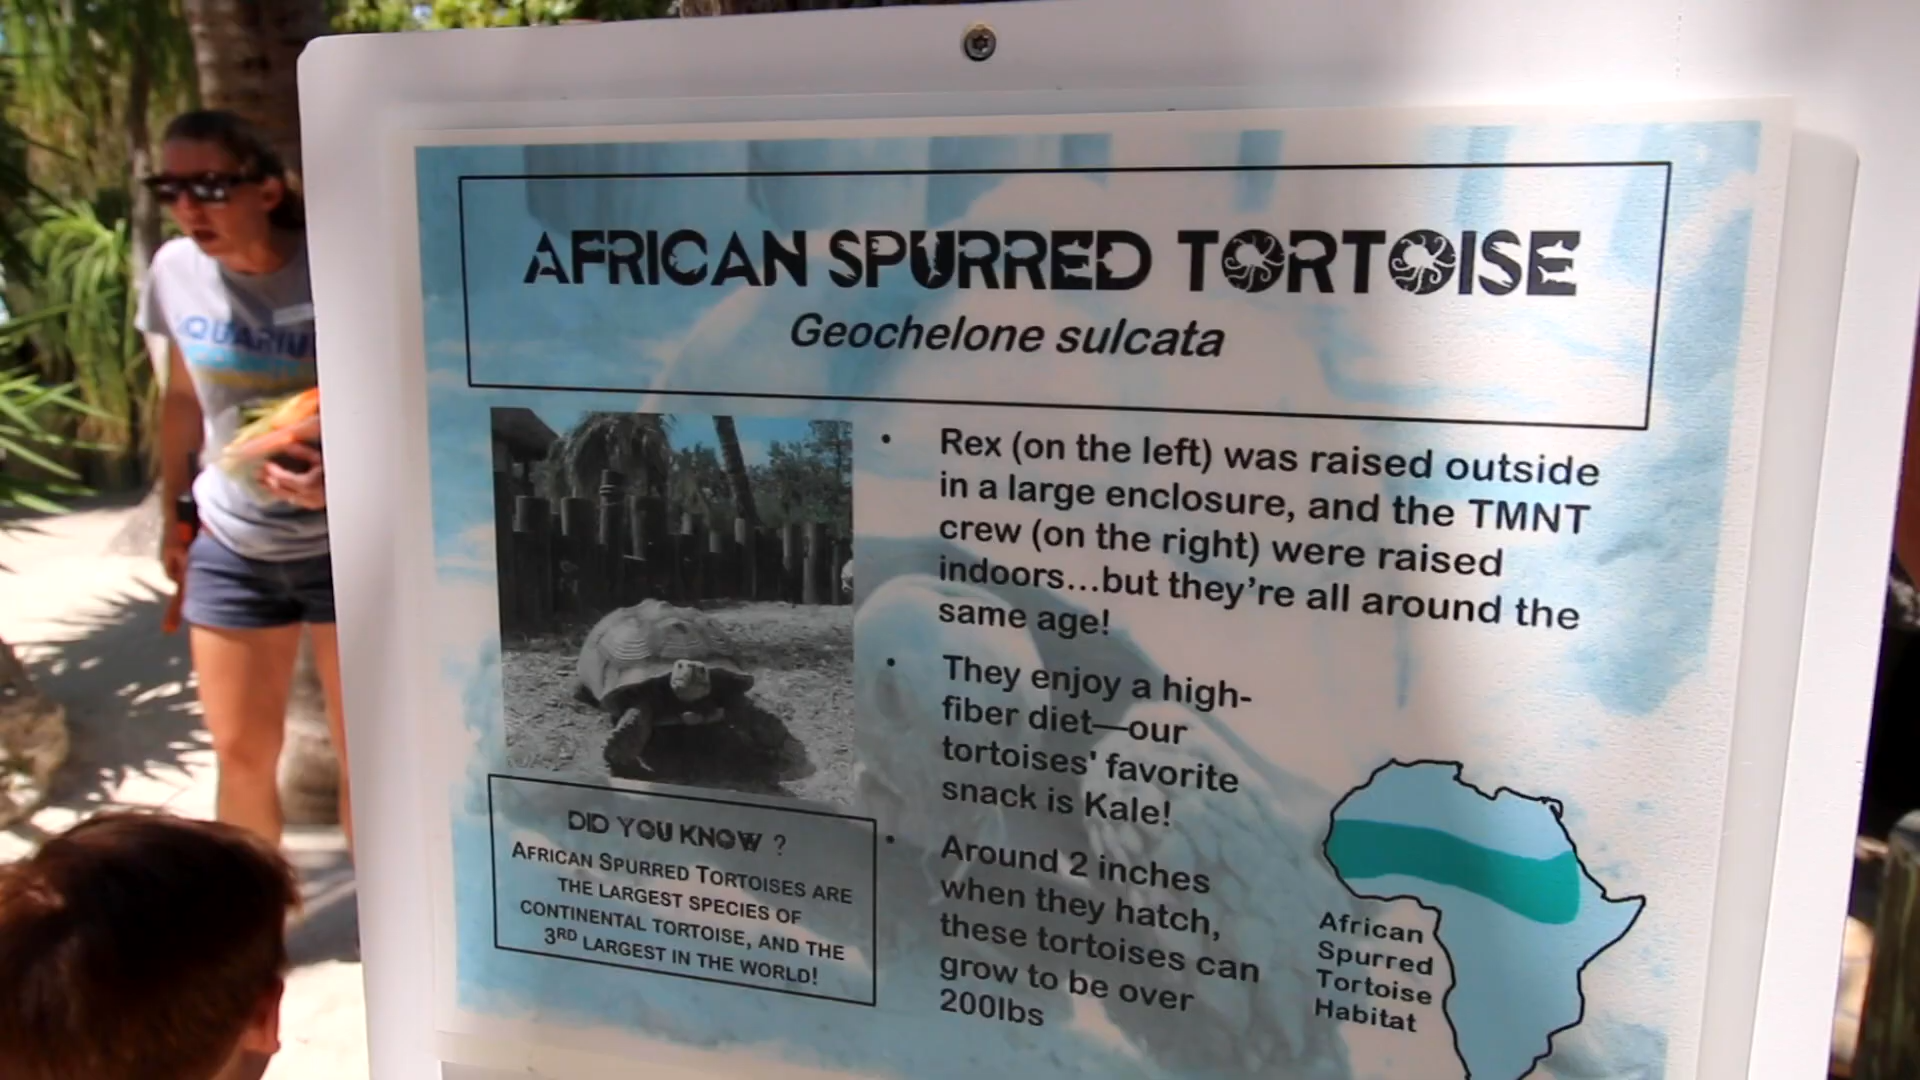 AFRICAN SPURRED TORTOISE
Geochelone sulcata
• Rex (on the left) was raised outside
in a large enclosure, and the TMNT
crew (on the right) were raised
indoors...but they're all around the
same age!
• They enjoy a high-
fiber diet—our
tortoises' favorite
snack is Kale!
• Around 2 inches
when they hatch,
these tortoises can
grow to be over
200lbs
DID YOU KNOW ?
AFRICAN SPURRED TORTOISES ARE
THE LARGEST SPECIES OF
CONTINENTAL TORTOISE, AND THE
3RD LARGEST IN THE WORLD!
African
Spurred
Tortoise
Habitat
QUARIU